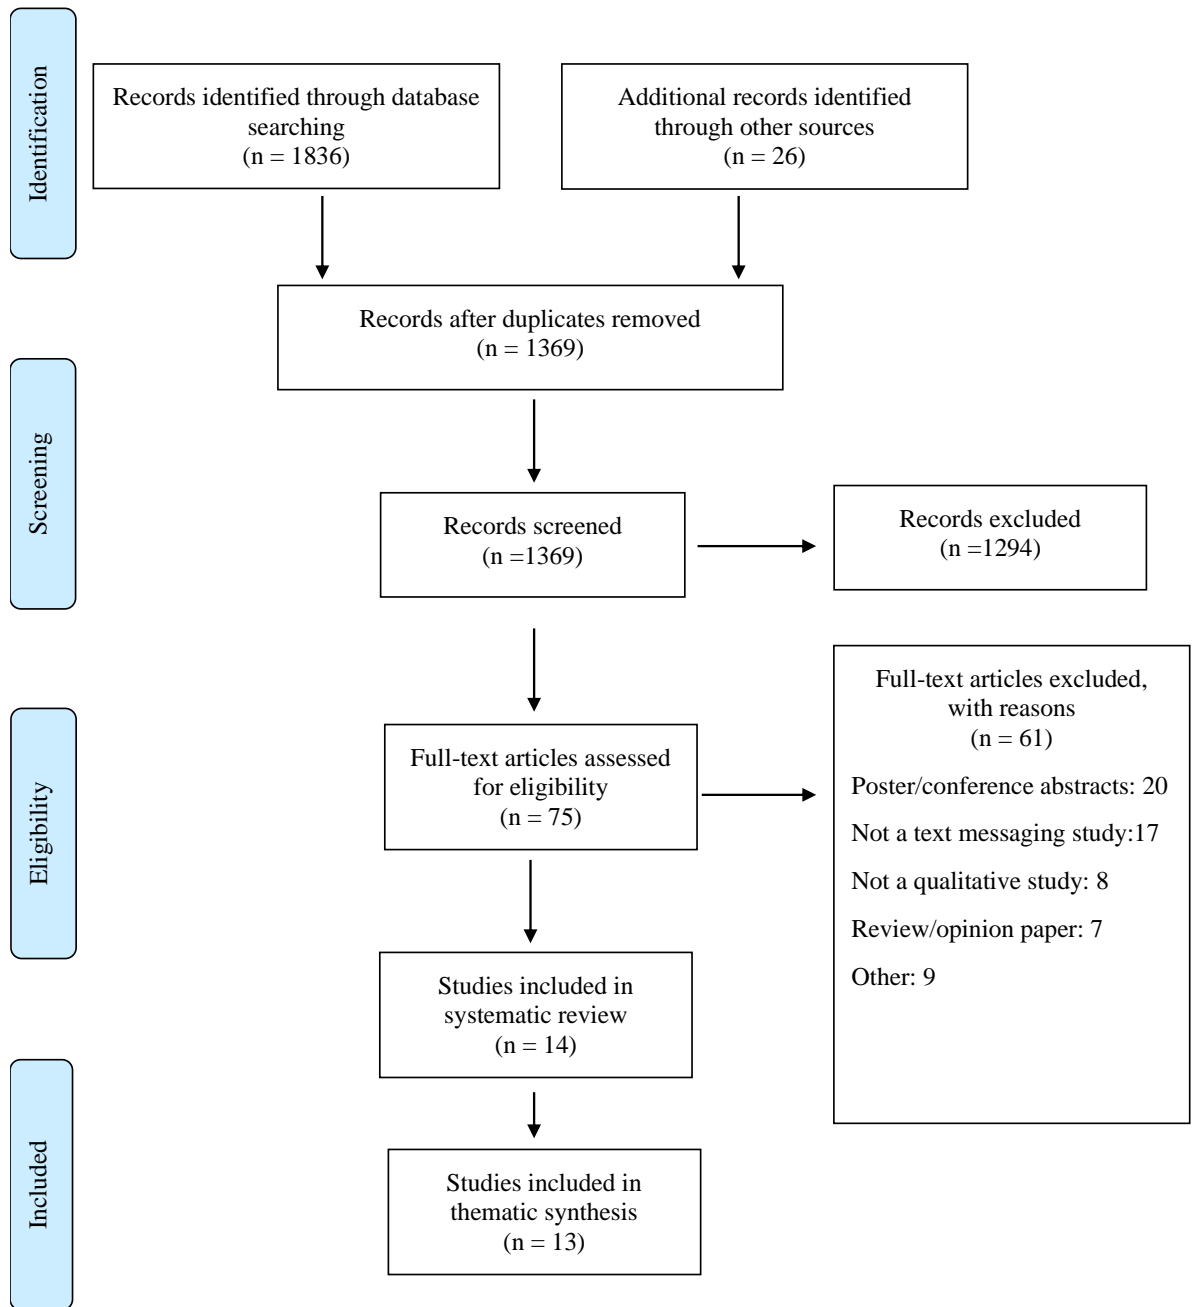 Identification
Records identified through database
searching
(n = 1836)
Additional records identified
through other sources
(n = 26)
Records after duplicates removed
(n = 1369)
Screening
Records screened
(n =1369)
Records excluded
(n =1294)
Eligibility
Full-text articles assessed
for eligibility
(n = 75)
Full-text articles excluded,
with reasons
(n = 61)
Poster/conference abstracts: 20
Not a text messaging study:17
Not a qualitative study: 8
Review/opinion paper: 7
Other: 9
Studies included in
systematic review
(n = 14)
Included
Studies included in
thematic synthesis
(n = 13)